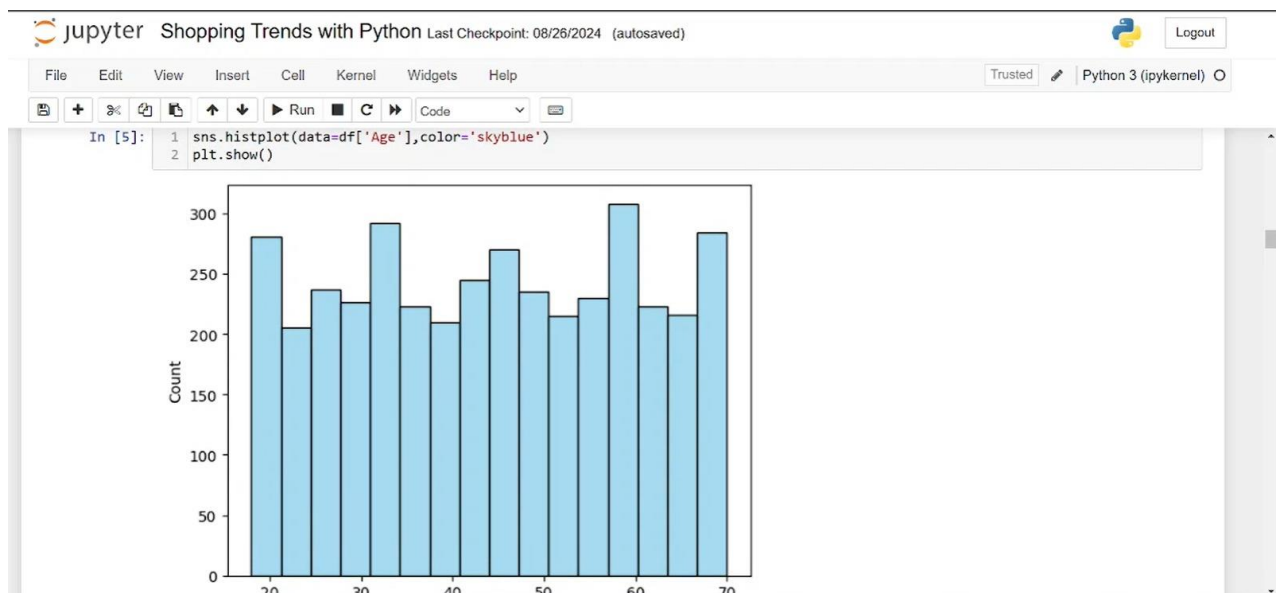 jupyter Shopping Trends with Python Last Checkpoint: 08/26/2024 (autosaved)
Logout
File Edit View Insert Cell Kernel Widgets Help
Trusted Python 3 (ipykernel)
Run Code
In [5]:
1 sns.histplot(data=df['Age'],color='skyblue')
2 plt.show()
300
250
200
Count
150
100
50
0
20 30 40 50 60 70